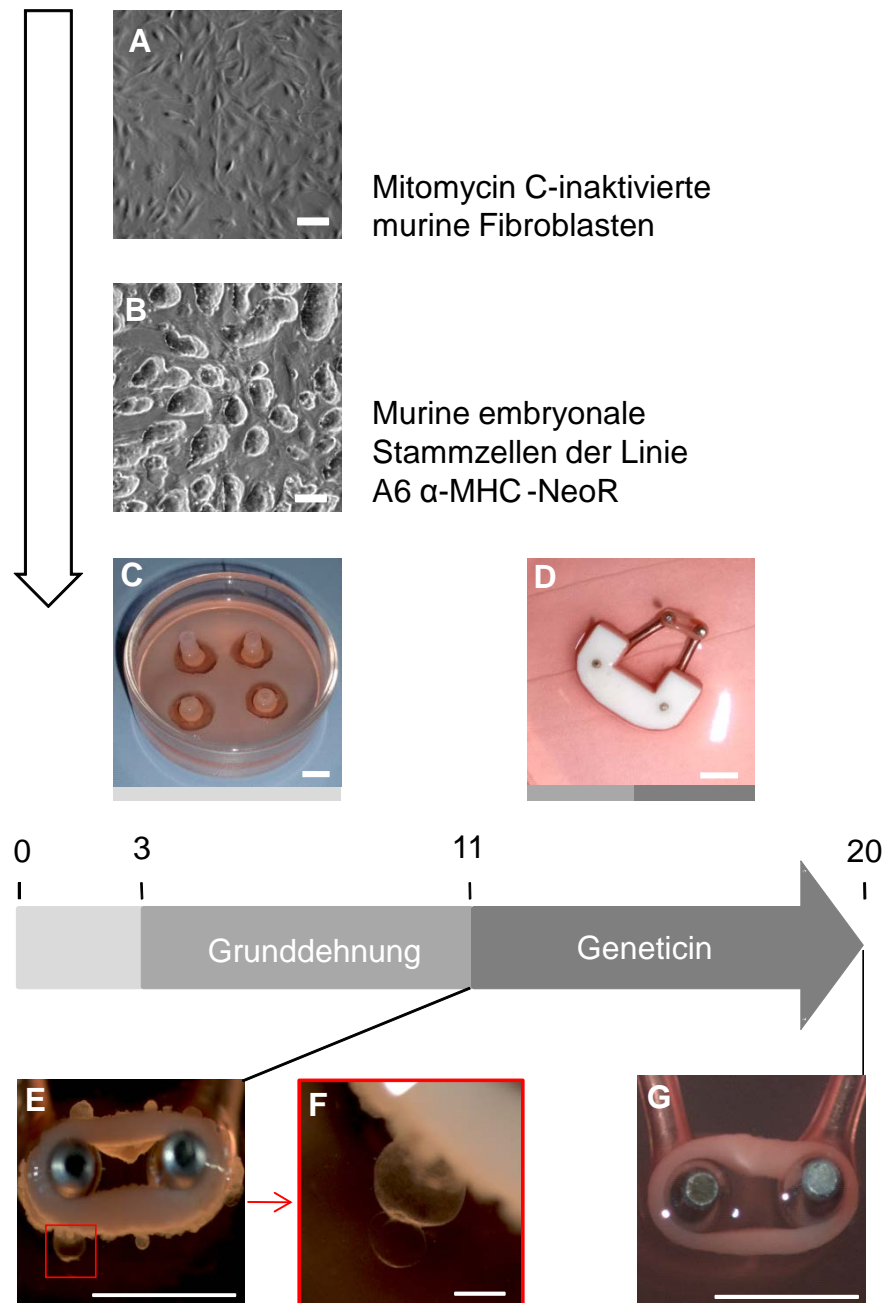 A
Mitomycin C-inaktivierte
murine Fibroblasten
B
Murine embryonale
Stammzellen der Linie
A6 α-MHC-NeoR
C
D
0 3 11 20
Grunddehnung Geneticin
E
F
G